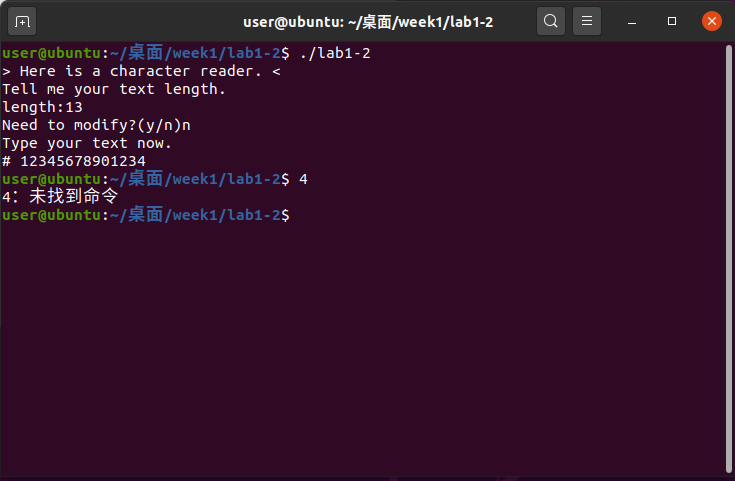 user@ubuntu: ~/桌面/week1/lab1-2
user@ubuntu:~/桌面/week1/lab1-2$ ./lab1-2
> Here is a character reader. <
Tell me your text length.
length:13
Need to modify?(y/n)n
Type your text now.
# 12345678901234
user@ubuntu:~/桌面/week1/lab1-2$ 4
4：未找到命令
user@ubuntu:~/桌面/week1/lab1-2$